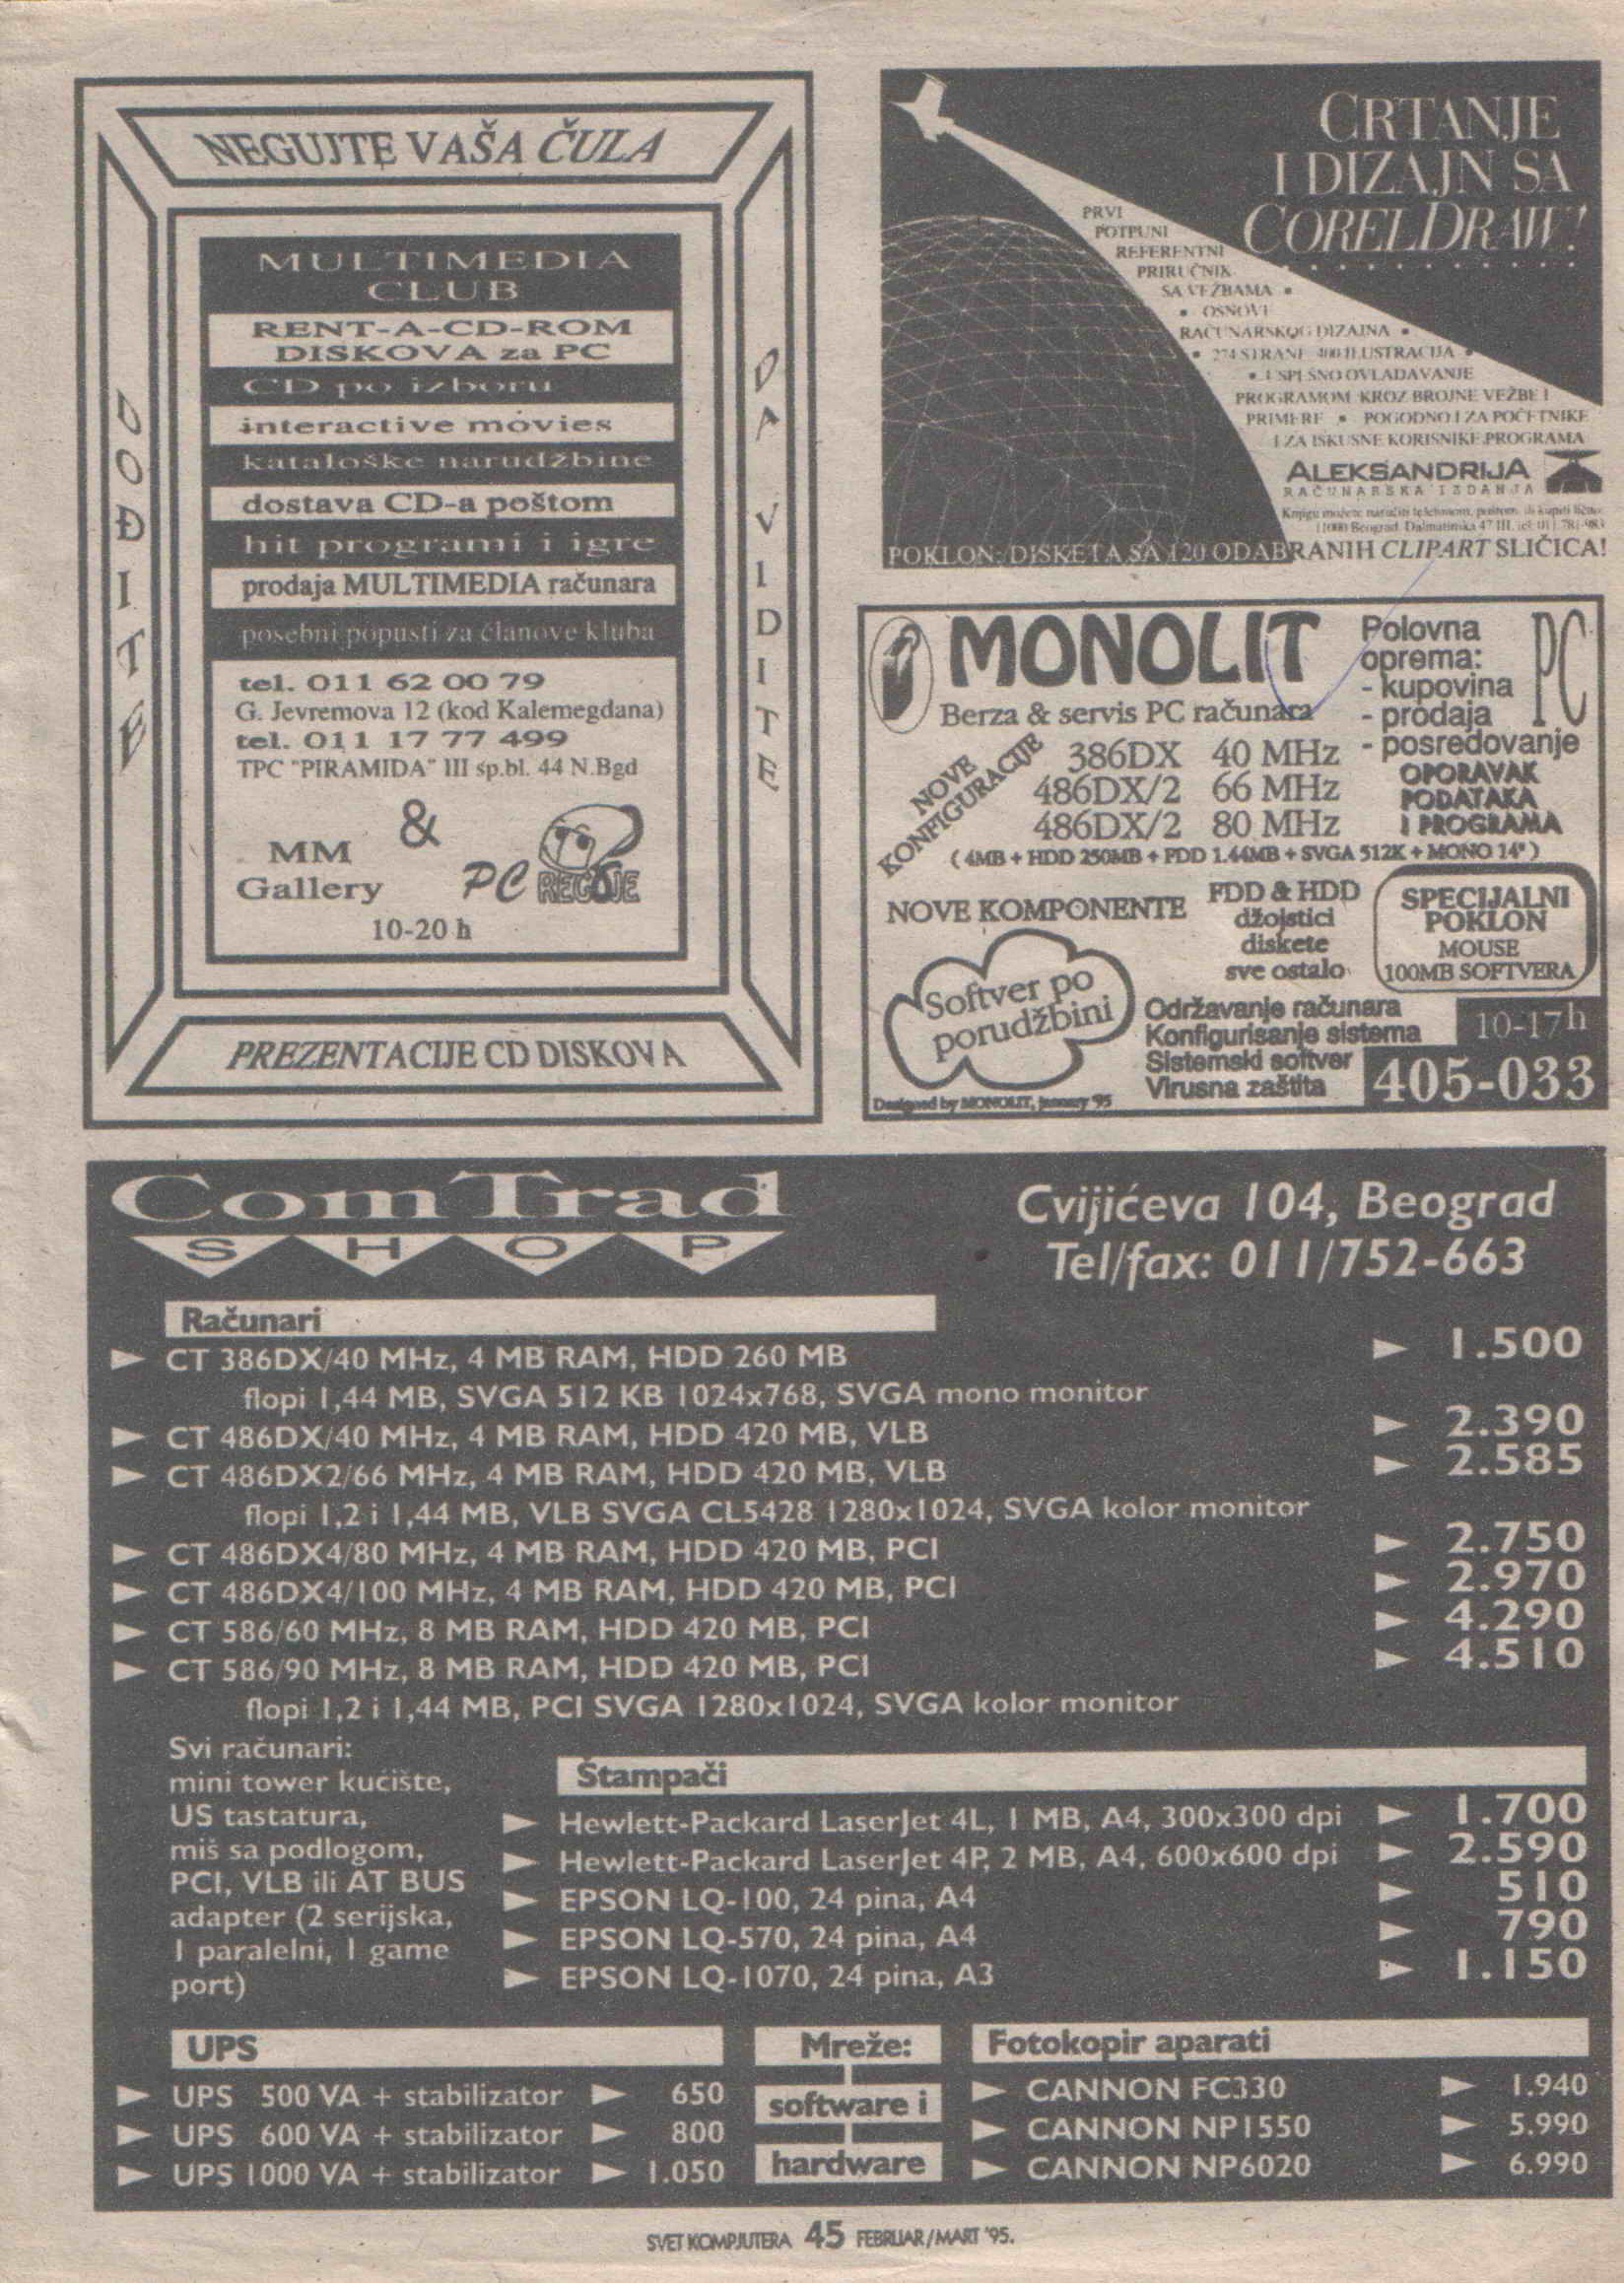 NEGUJTE VAŠA ČULA
DOĐITE
MULTIMEDIA
CLUB
RENT-A-CD-ROM
DISKOVA za PC
CD po izboru
interactive movies
kataloške narudžbine
dostava CD-a poštom
hit programi i igre
prodaja MULTIMEDIA računara
posebni popusti za članove kluba
tel. 011 62 00 79
G. Jevremova 12 (kod Kalemegdana)
tel. 011 17 77 499
TPC "PIRAMIDA" III sp.bl. 44 N.Bgd
&
MM
Gallery
PC
10-20 h
DA VIDITE
PREZENTACIJE CD DISKOVA
CRTANJE
I DIZAJN SA
CORELDRAW!
PRVI
POTPUNI
REFERENTNI
PRIRUČNIK
SA VEŽBAMA •
• OSNOVI
RAČUNARSKOG DIZAJNA •
• 274 STRANE 400 ILUSTRACIJA •
• USPEŠNO OVLADAVANJE
PROGRAMOM KROZ BROJNE VEŽBE I
PRIMERE • POGODNO I ZA POČETNIKE
I ZA ISKUSNE KORISNIKE PROGRAMA
ALEKSANDRIJA
RAČUNARSKA IZDANJA
Knjigu možete naručiti telefonom, poštom ili kupiti lično:
11000 Beograd, Dalmatinska 47/III, tel: 011/781-983
POKLON: DISKETA SA 120 ODABRANIH CLIPART SLIČICA!
MONOLIT
Berza & servis PC računara
Polovna
oprema:
- kupovina
- prodaja
- posredovanje
PC
OPORAVAK
PODATAKA
I PROGRAMA
NOVE
KONFIGURACIJE
386DX 40 MHz
486DX/2 66 MHz
486DX/2 80 MHz
( 4MB + HDD 250MB + FDD 1.44MB + SVGA 512K + MONO 14" )
NOVE KOMPONENTE
FDD & HDD
džojstici
diskete
sve ostalo
SPECIJALNI
POKLON
MOUSE
100MB SOFTVERA
Softver po
porudžbini
Održavanje računara
Konfigurisanje sistema
Sistemski softver
Virusna zaštita
10-17h
405-033
Designed by MONOLIT, january '95
ComTrad
SHOP
Cvijićeva 104, Beograd
Tel/fax: 011/752-663
Računari
CT 386DX/40 MHz, 4 MB RAM, HDD 260 MB 1.500
flopi 1,44 MB, SVGA 512 KB 1024x768, SVGA mono monitor
CT 486DX/40 MHz, 4 MB RAM, HDD 420 MB, VLB 2.390
CT 486DX2/66 MHz, 4 MB RAM, HDD 420 MB, VLB 2.585
flopi 1,2 i 1,44 MB, VLB SVGA CL5428 1280x1024, SVGA kolor monitor
CT 486DX4/80 MHz, 4 MB RAM, HDD 420 MB, PCI 2.750
CT 486DX4/100 MHz, 4 MB RAM, HDD 420 MB, PCI 2.970
CT 586/60 MHz, 8 MB RAM, HDD 420 MB, PCI 4.290
CT 586/90 MHz, 8 MB RAM, HDD 420 MB, PCI 4.510
flopi 1,2 i 1,44 MB, PCI SVGA 1280x1024, SVGA kolor monitor
Svi računari:
mini tower kućište,
US tastatura,
miš sa podlogom,
PCI, VLB ili AT BUS
adapter (2 serijska,
1 paralelni, 1 game
port)
Štampači
Hewlett-Packard LaserJet 4L, 1 MB, A4, 300x300 dpi 1.700
Hewlett-Packard LaserJet 4P, 2 MB, A4, 600x600 dpi 2.590
EPSON LQ-100, 24 pina, A4 510
EPSON LQ-570, 24 pina, A4 790
EPSON LQ-1070, 24 pina, A3 1.150
UPS
UPS 500 VA + stabilizator 650
UPS 600 VA + stabilizator 800
UPS 1000 VA + stabilizator 1.050
Mreže:
software i
hardware
Fotokopir aparati
CANNON FC330 1.940
CANNON NP1550 5.990
CANNON NP6020 6.990
SVET KOMPJUTERA 45 FEBRUAR/MART '95.